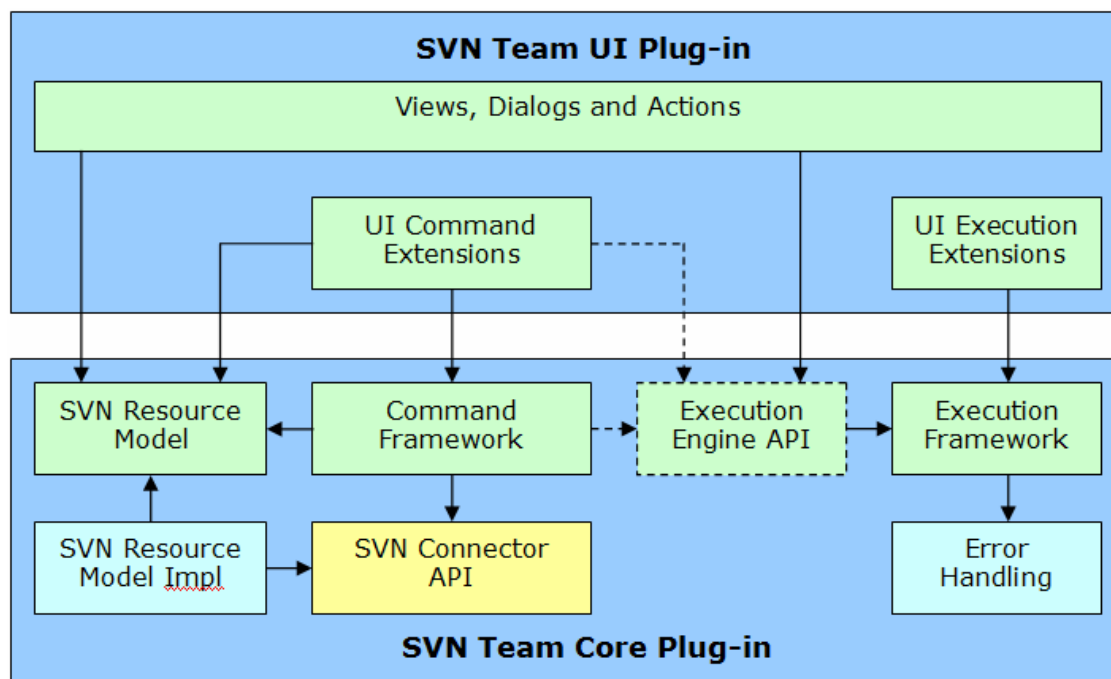 SVN Team UI Plug-in
Views, Dialogs and Actions
UI Command
Extensions
UI Execution
Extensions
SVN Resource
Model
Command
Framework
Execution
Engine API
Execution
Framework
SVN Resource
Model Impl
SVN Connector
API
Error
Handling
SVN Team Core Plug-in